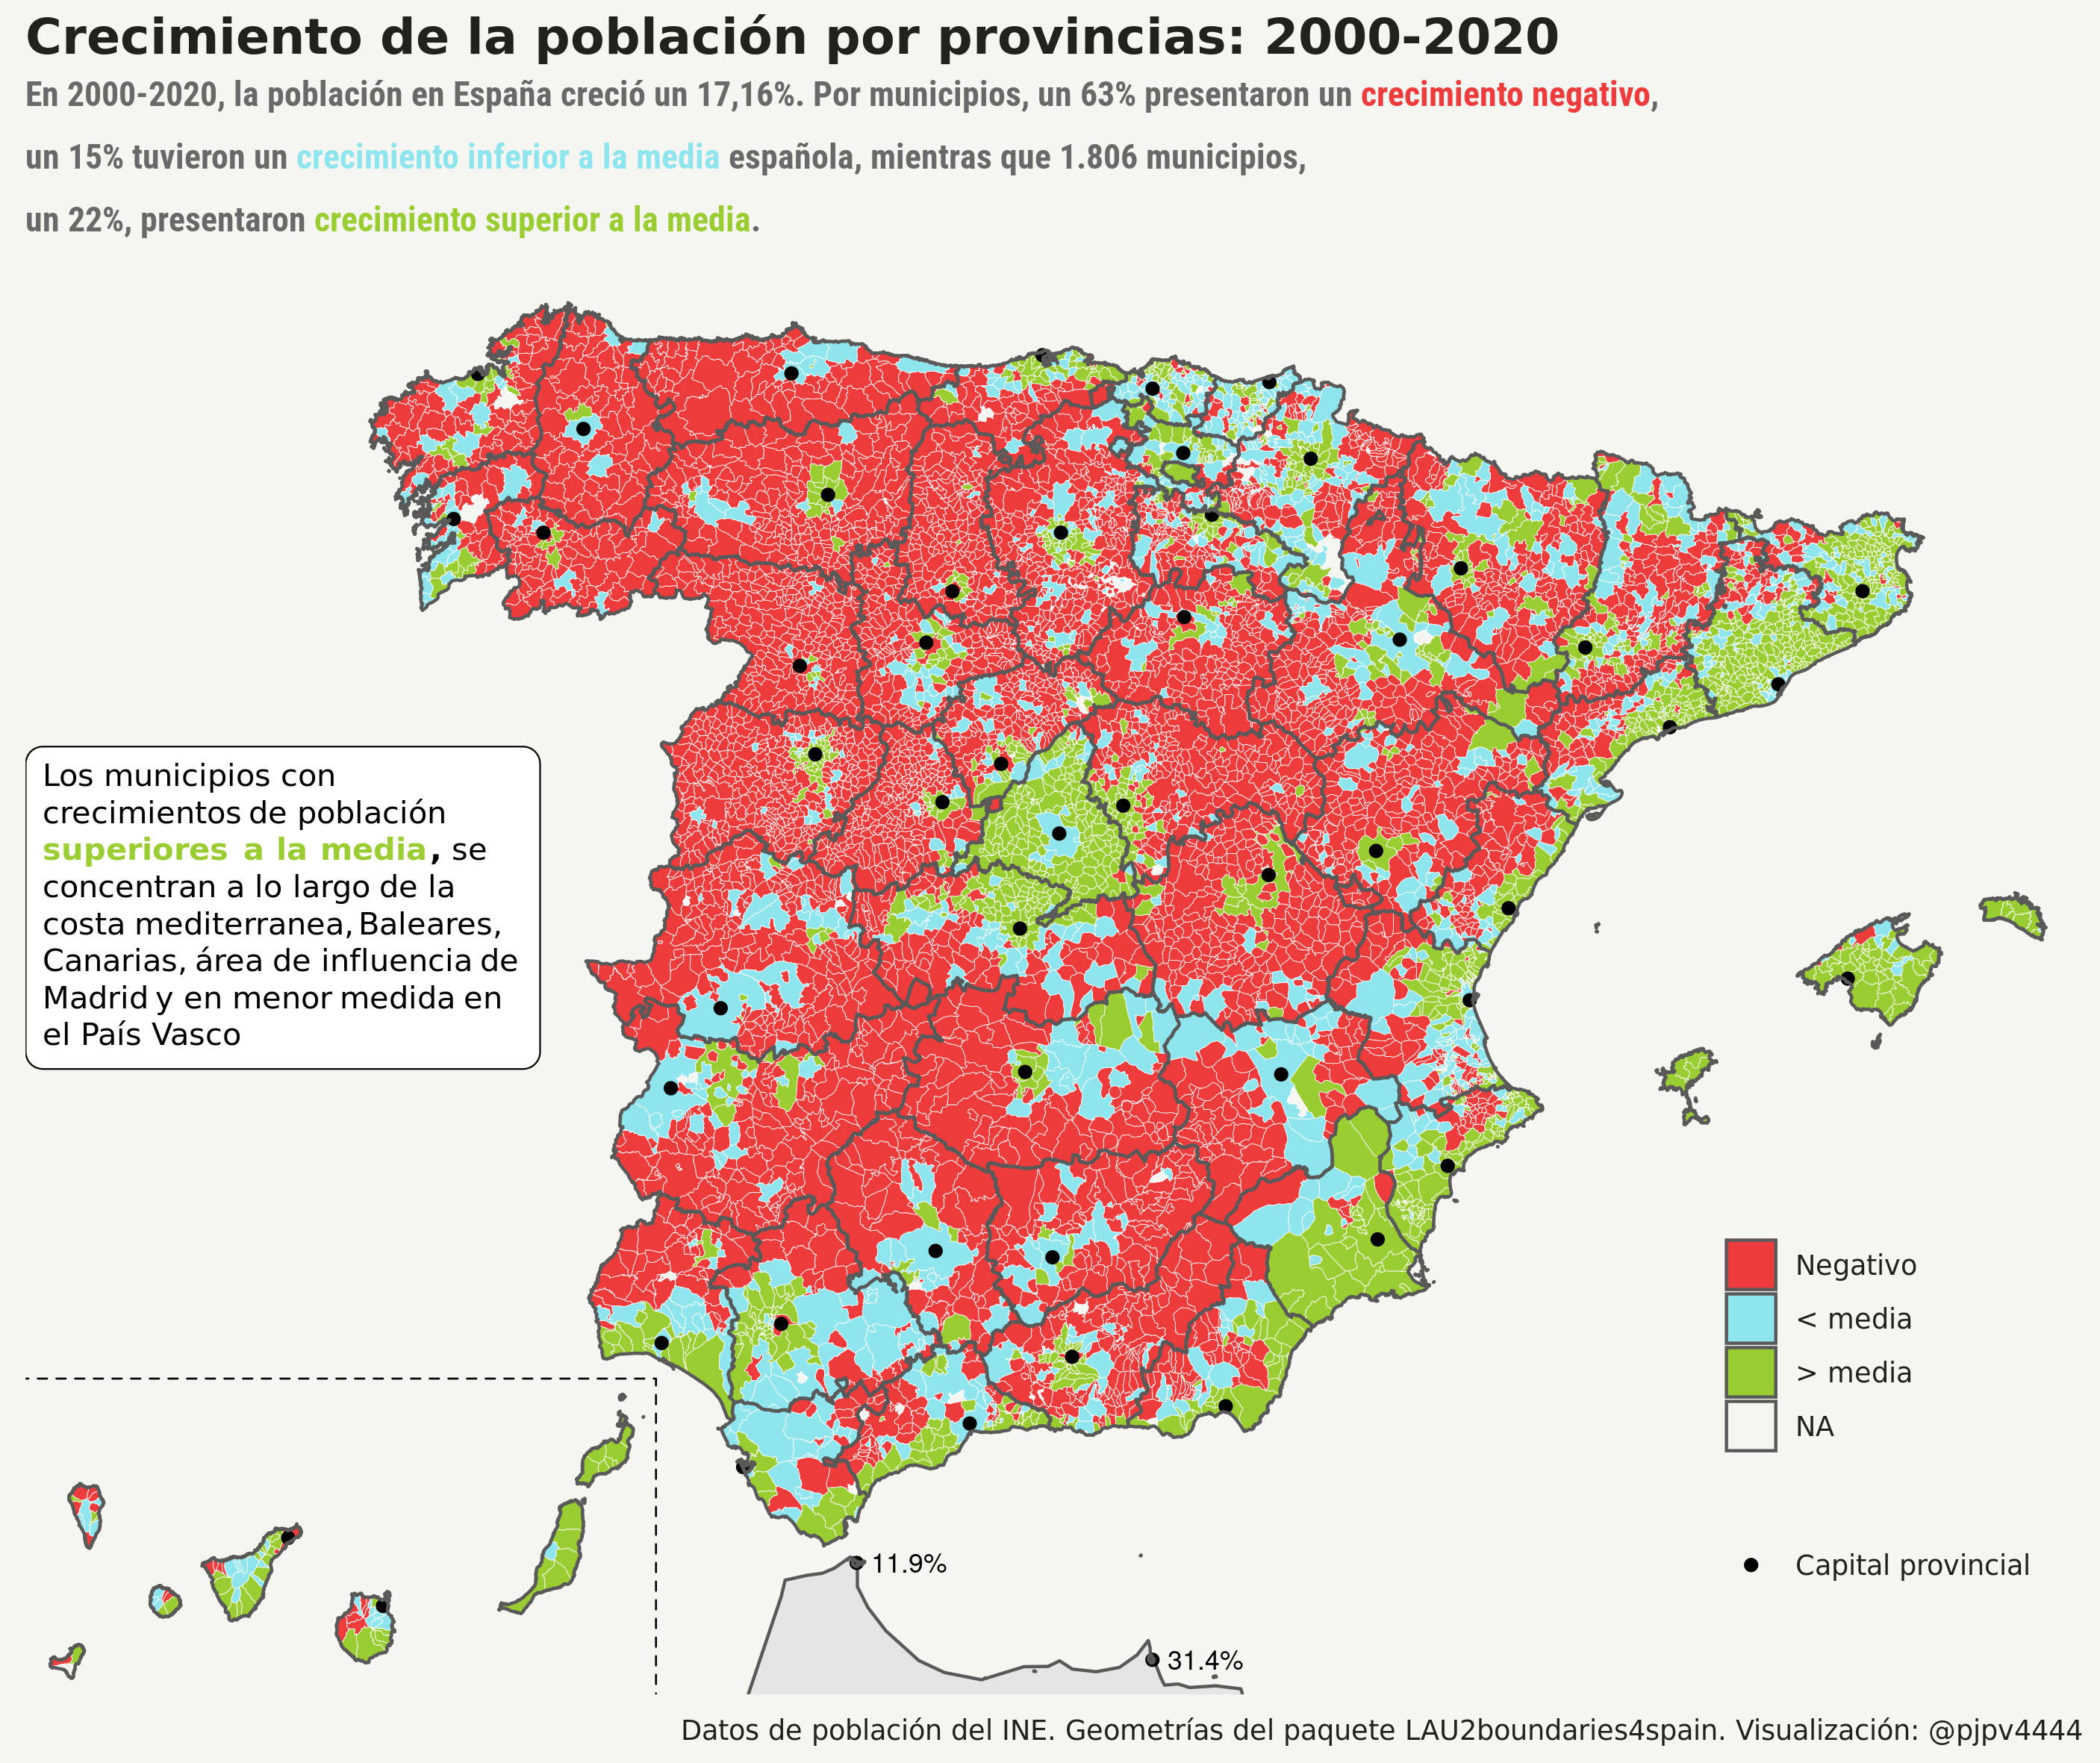 Crecimiento de la población por provincias: 2000-2020
En 2000-2020, la población en España creció un 17,16%. Por municipios, un 63% presentaron un crecimiento negativo,
un 15% tuvieron un crecimiento inferior a la media española, mientras que 1.806 municipios,
un 22%, presentaron crecimiento superior a la media.
Los municipios con
crecimientos de población
superiores a la media, se
concentran a lo largo de la
costa mediterranea, Baleares,
Canarias, área de influencia de
Madrid y en menor medida en
el País Vasco
Negativo
< media
> media
NA
Capital provincial
11.9%
31.4%
Datos de población del INE. Geometrías del paquete LAU2boundaries4spain. Visualización: @pjpv4444